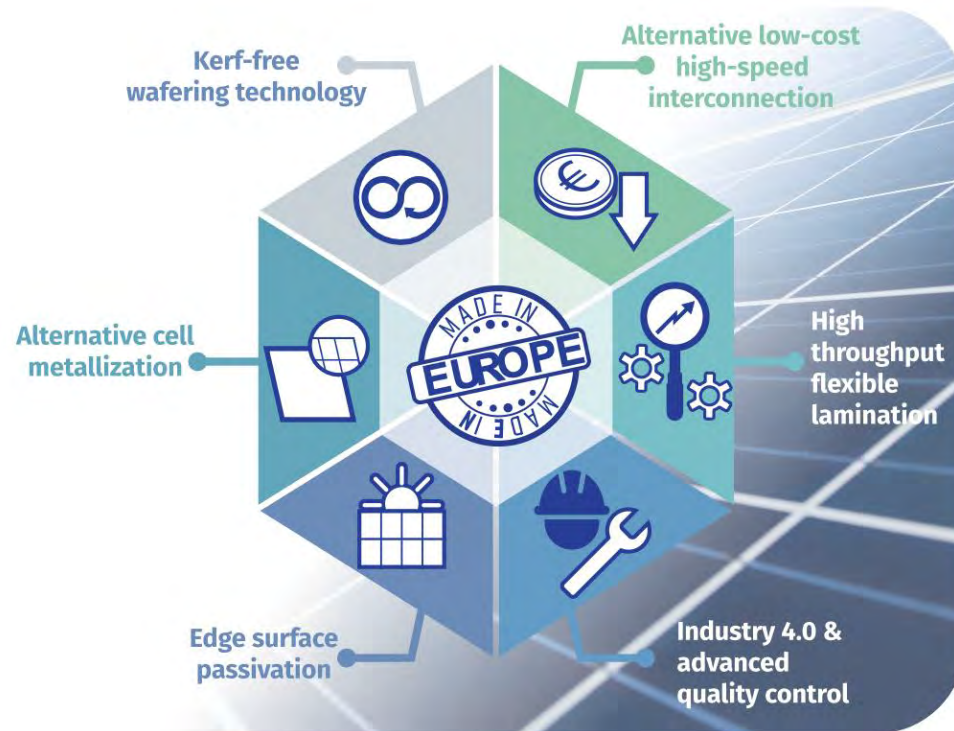 Kerf-free
wafering technology
Alternative low-cost
high-speed
interconnection
Alternative cell
metallization
MADE IN
EUROPE
MADE IN
High
throughput
flexible
lamination
Edge surface
passivation
Industry 4.0 &
advanced
quality control